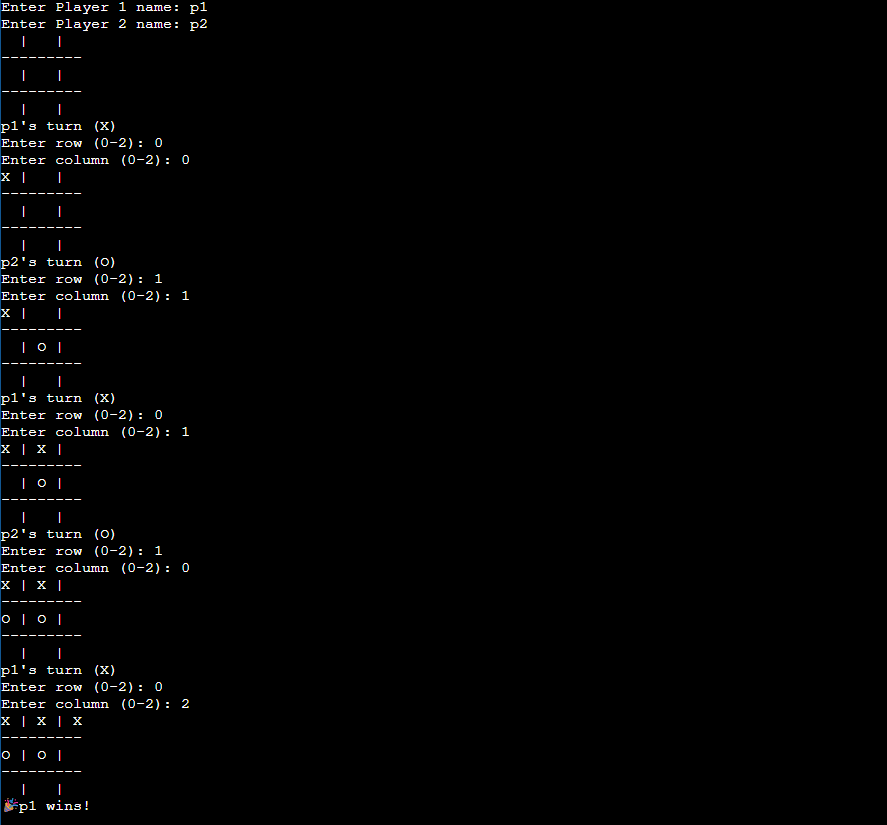 Enter Player 1 name: p1
Enter Player 2 name: p2
  |   |
---------
  |   |
---------
  |   |
p1's turn (X)
Enter row (0-2): 0
Enter column (0-2): 0
X |   |
---------
  |   |
---------
  |   |
p2's turn (O)
Enter row (0-2): 1
Enter column (0-2): 1
X |   |
---------
  | O |
---------
  |   |
p1's turn (X)
Enter row (0-2): 0
Enter column (0-2): 1
X | X |
---------
  | O |
---------
  |   |
p2's turn (O)
Enter row (0-2): 1
Enter column (0-2): 0
X | X |
---------
O | O |
---------
  |   |
p1's turn (X)
Enter row (0-2): 0
Enter column (0-2): 2
X | X | X
---------
O | O |
---------
  |   |
🎉p1 wins!